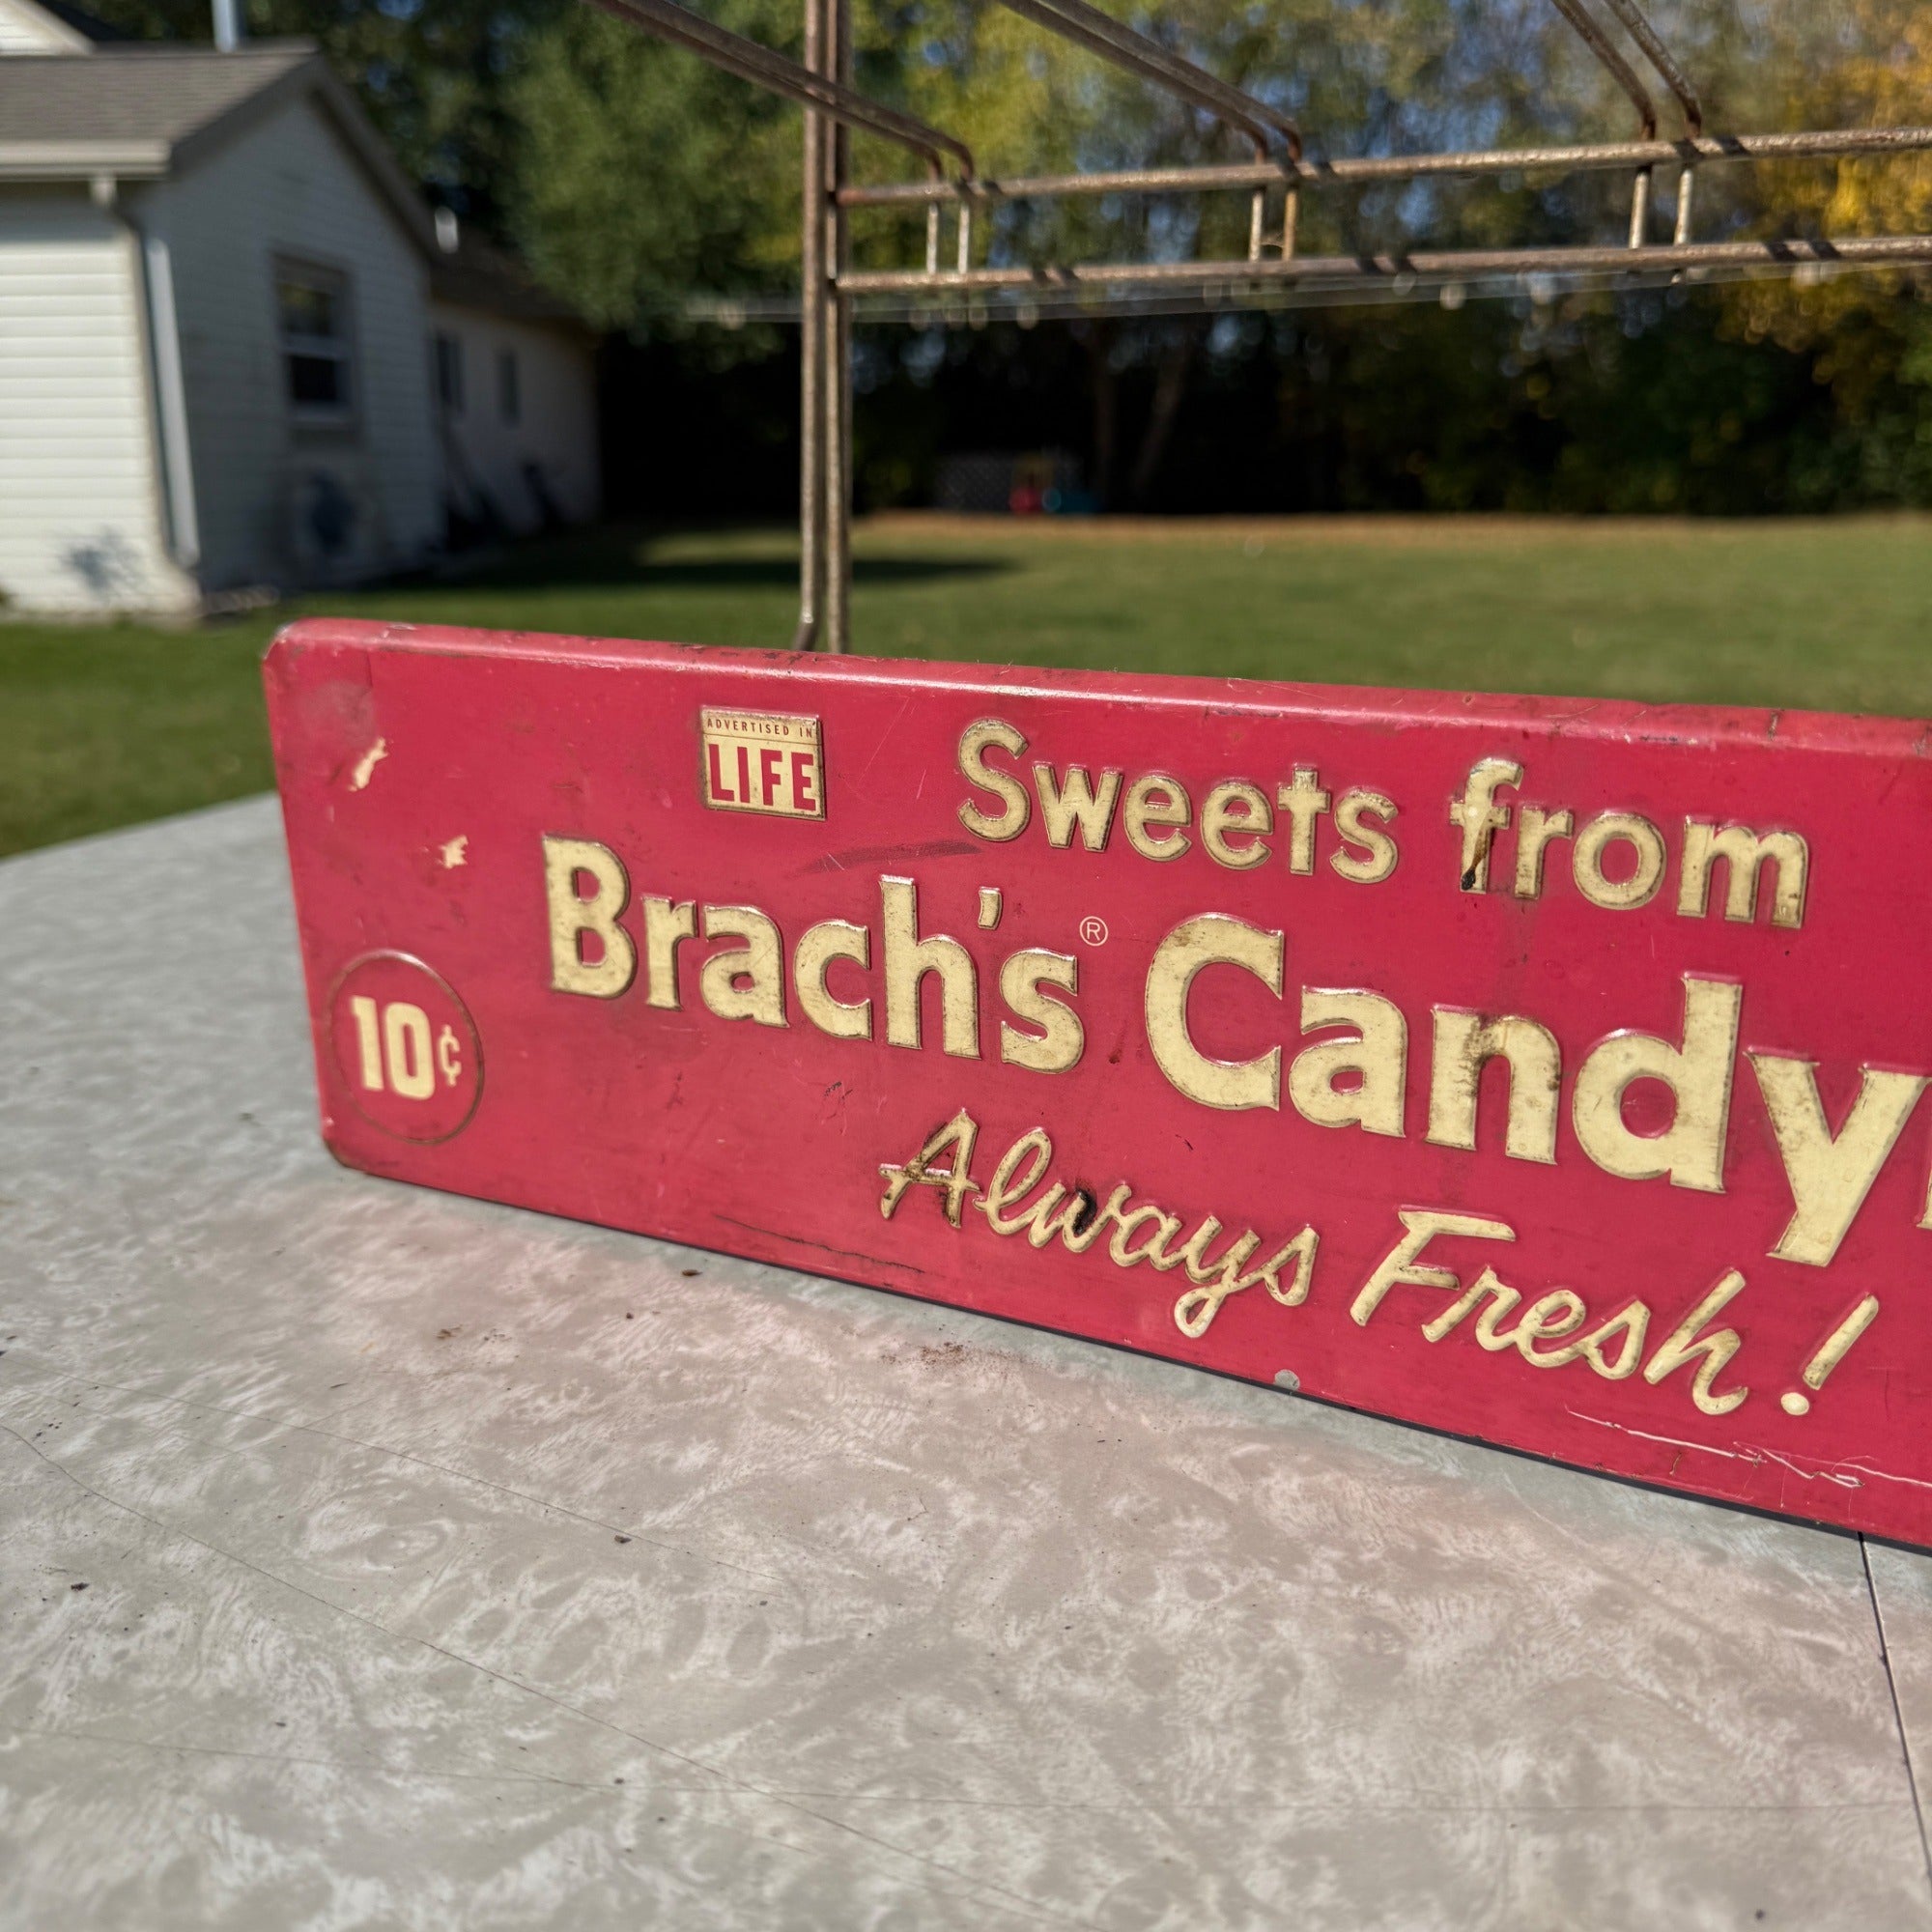 ADVERTISED IN
LIFE
Sweets from
Brach's® Candy
10¢
Always Fresh!